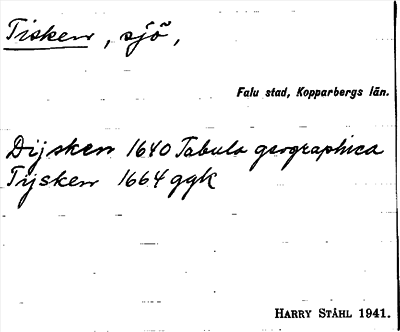 Tisken, sjö,
Falu stad, Kopparbergs län.
Dijsken 1640 Tabula geographica
Tijsken 1664 ggk
HARRY STÅHL 1941.